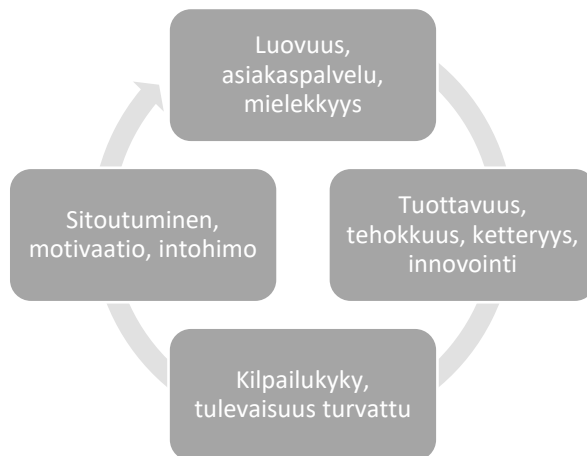 Luovuus,
asiakaspalvelu,
mielekkyys
Tuottavuus,
tehokkuus, ketteryys,
innovointi
Kilpailukyky,
tulevaisuus turvattu
Sitoutuminen,
motivaatio, intohimo